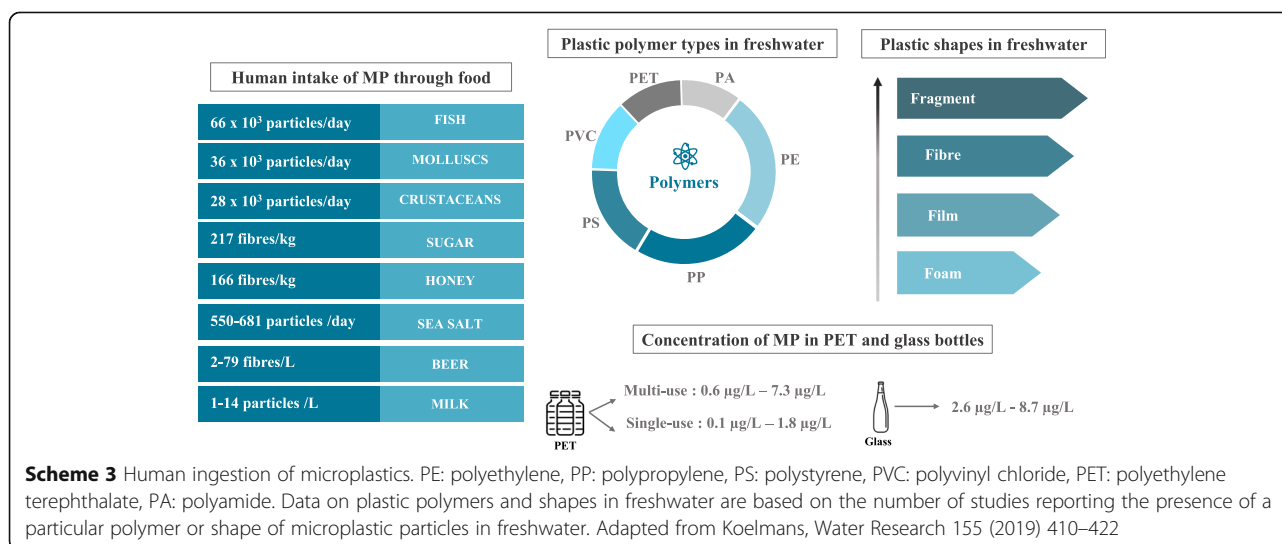 Human intake of MP through food
66 x 10³ particles/day FISH
36 x 10³ particles/day MOLLUSCS
28 x 10³ particles/day CRUSTACEANS
217 fibres/kg SUGAR
166 fibres/kg HONEY
550-681 particles /day SEA SALT
2-79 fibres/L BEER
1-14 particles /L MILK
Plastic polymer types in freshwater
PET
PA
PVC
PE
Polymers
PS
PP
Plastic shapes in freshwater
Fragment
Fibre
Film
Foam
Concentration of MP in PET and glass bottles
Multi-use : 0.6 µg/L – 7.3 µg/L
Single-use : 0.1 µg/L – 1.8 µg/L
PET
2.6 µg/L - 8.7 µg/L
Glass
Scheme 3 Human ingestion of microplastics. PE: polyethylene, PP: polypropylene, PS: polystyrene, PVC: polyvinyl chloride, PET: polyethylene
terephthalate, PA: polyamide. Data on plastic polymers and shapes in freshwater are based on the number of studies reporting the presence of a
particular polymer or shape of microplastic particles in freshwater. Adapted from Koelmans, Water Research 155 (2019) 410–422